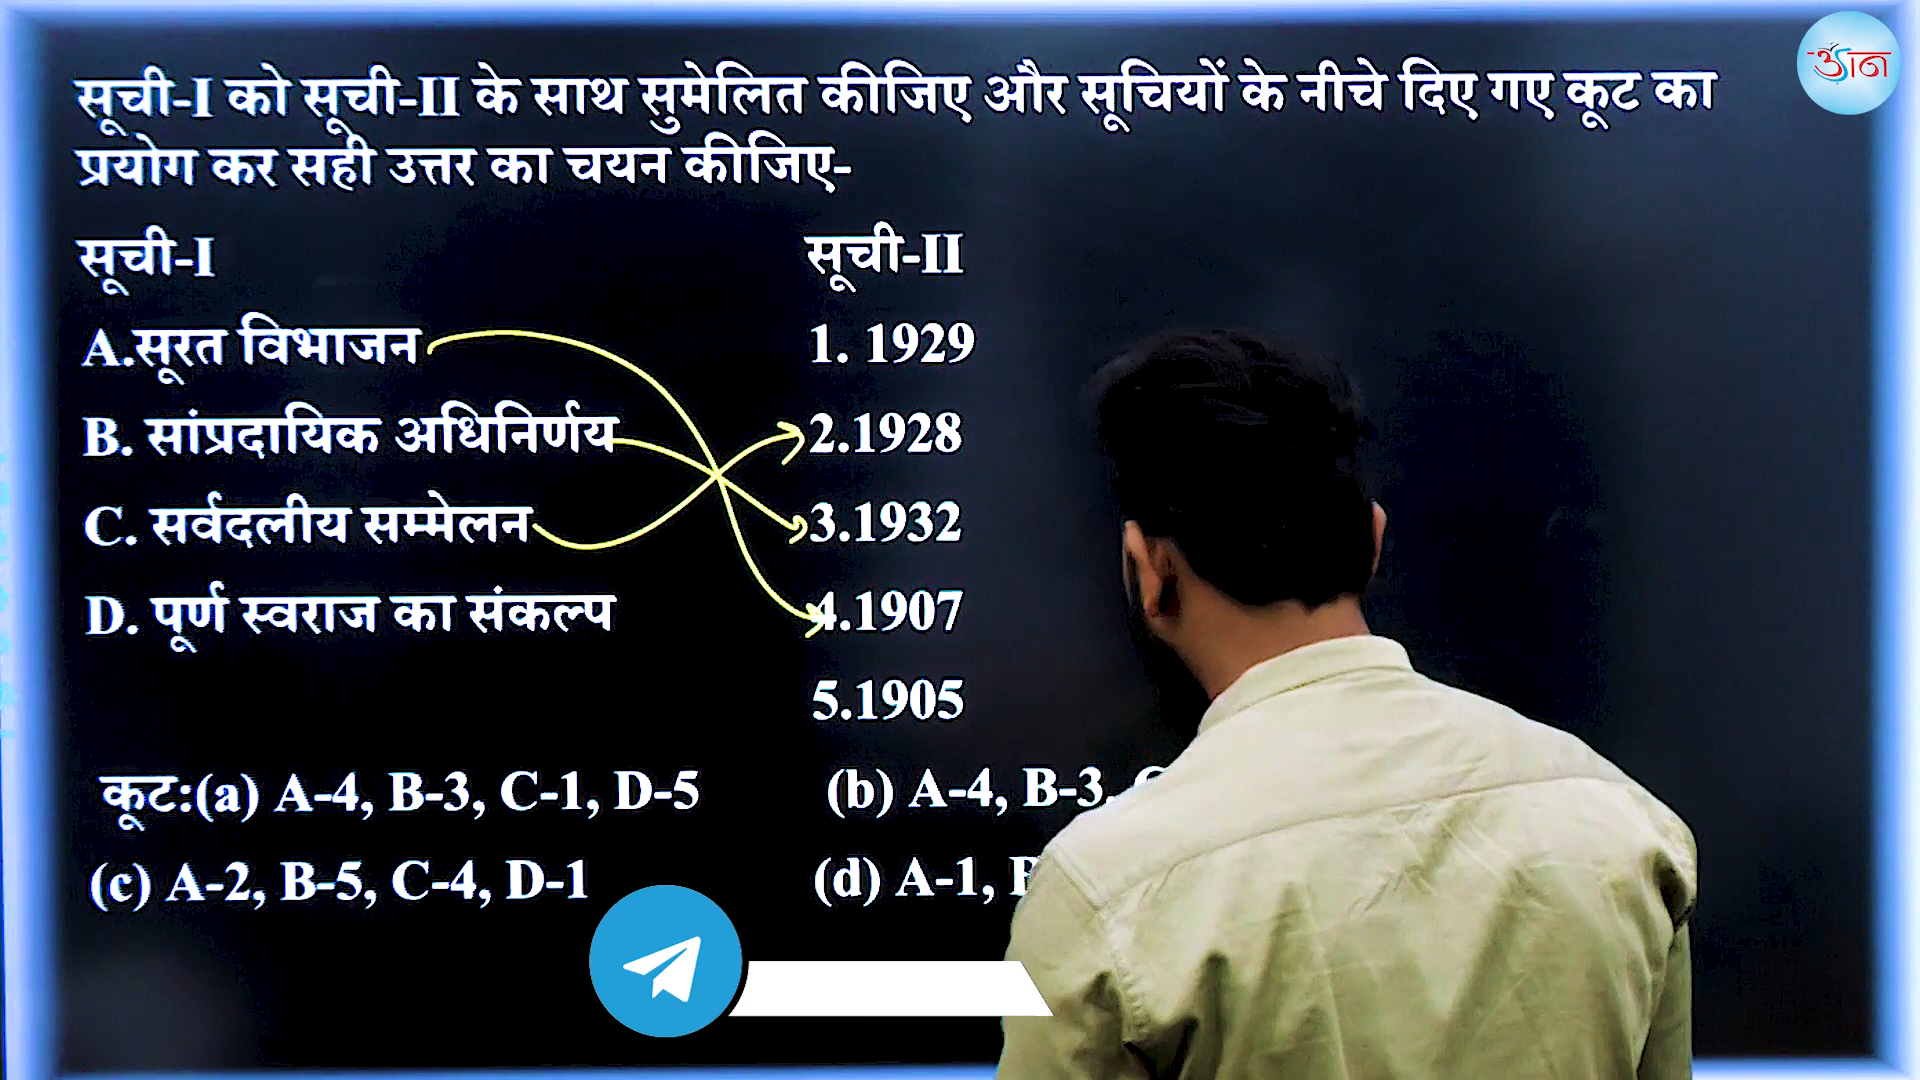 उड़ान
सूची-I को सूची-II के साथ सुमेलित कीजिए और सूचियों के नीचे दिए गए कूट का
प्रयोग कर सही उत्तर का चयन कीजिए-
सूची-I सूची-II
A.सूरत विभाजन 1. 1929
B. सांप्रदायिक अधिनिर्णय 2.1928
C. सर्वदलीय सम्मेलन 3.1932
D. पूर्ण स्वराज का संकल्प 4.1907
5.1905
कूट:(a) A-4, B-3, C-1, D-5 (b) A-4, B-3,
(c) A-2, B-5, C-4, D-1 (d) A-1,